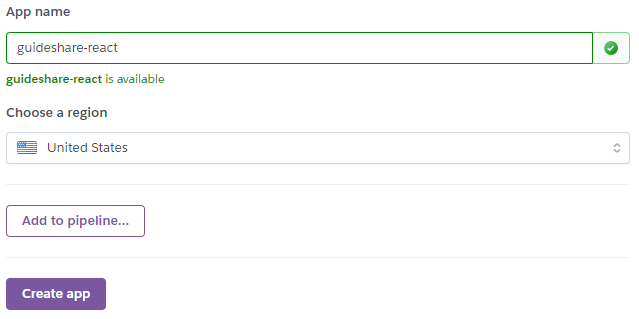 App name
guideshare-react
guideshare-react is available
Choose a region
United States
Add to pipeline...
Create app